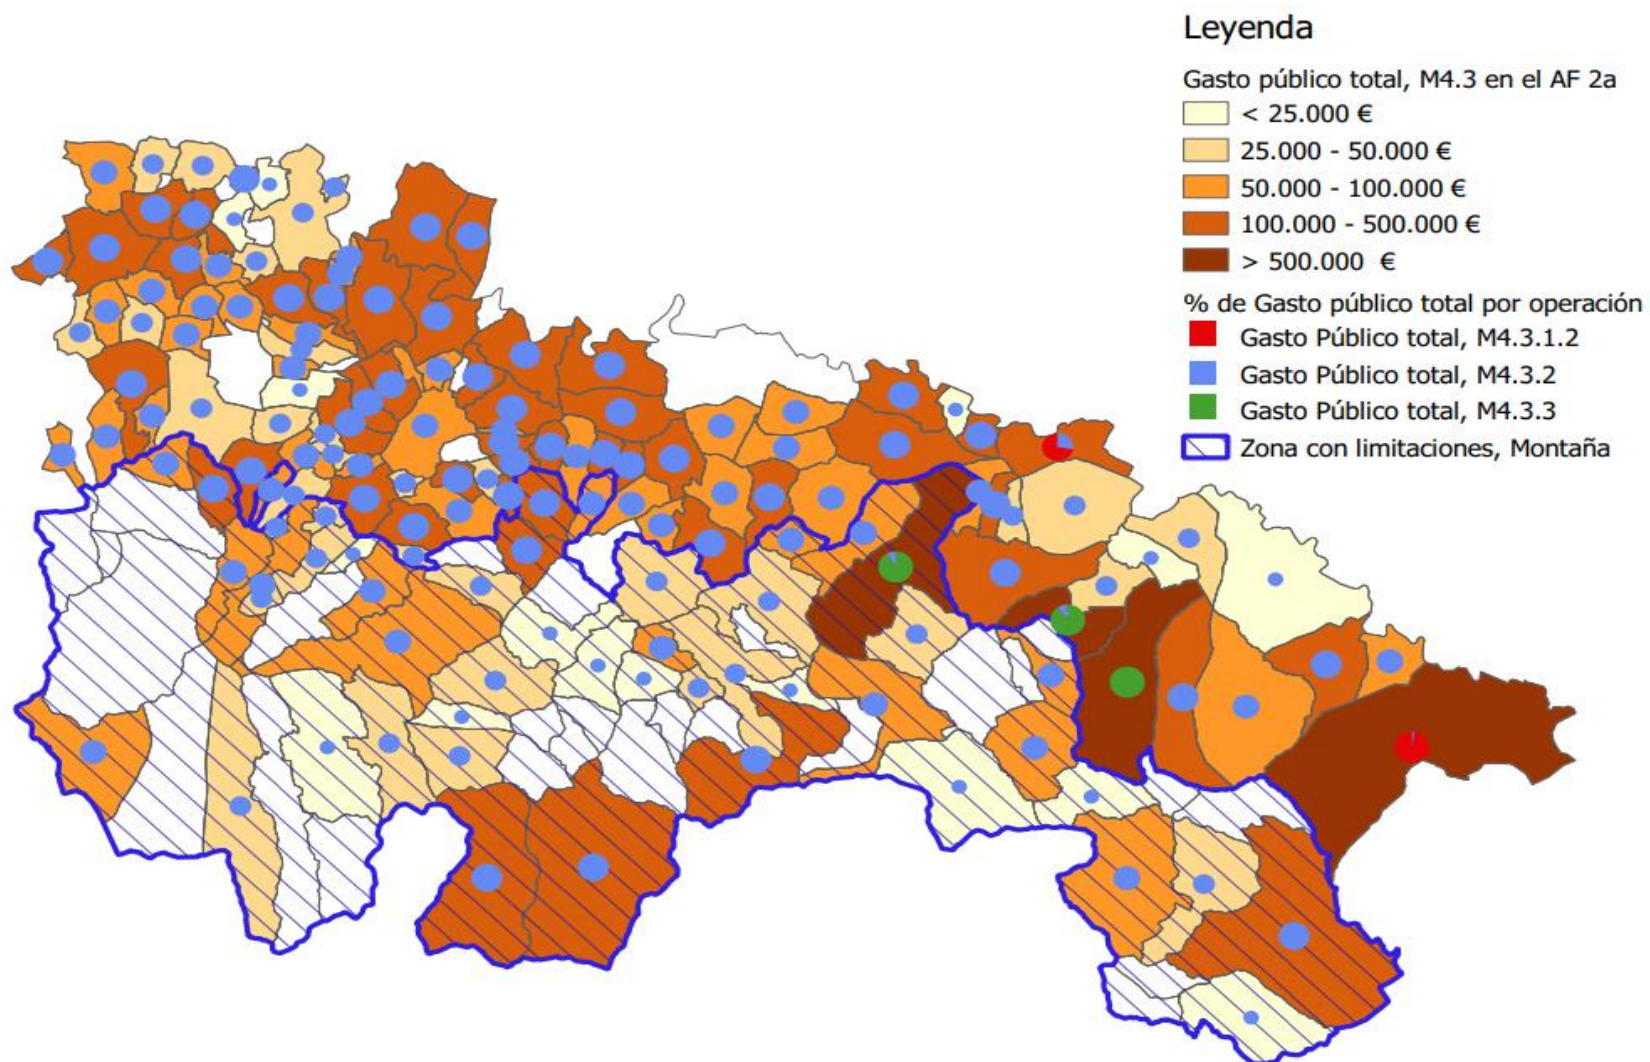 Leyenda
Gasto público total, M4.3 en el AF 2a
< 25.000 €
25.000 - 50.000 €
50.000 - 100.000 €
100.000 - 500.000 €
> 500.000 €
% de Gasto público total por operación
Gasto Público total, M4.3.1.2
Gasto Público total, M4.3.2
Gasto Público total, M4.3.3
Zona con limitaciones, Montaña